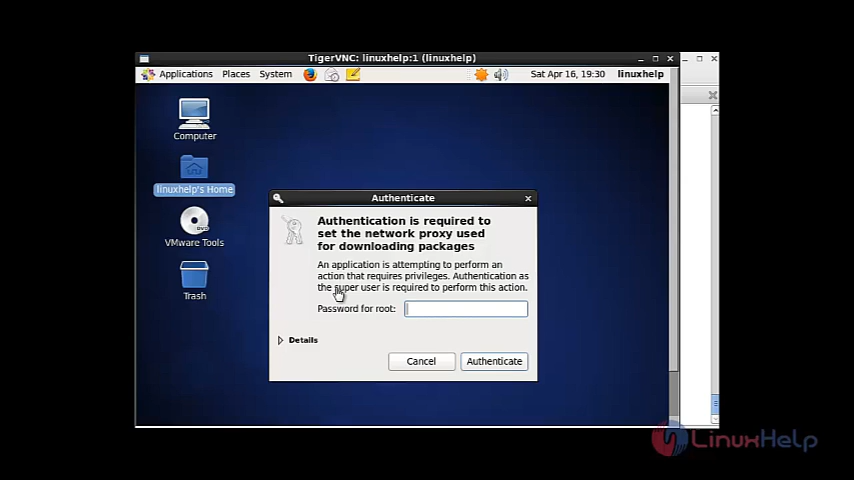 TigerVNC: linuxhelp:1 (linuxhelp)
Applications Places System Sat Apr 16, 19:30 linuxhelp
Computer
linuxhelp's Home
VMware Tools
Trash
Authenticate
Authentication is required to
set the network proxy used
for downloading packages
An application is attempting to perform an
action that requires privileges. Authentication as
the super user is required to perform this action.
Password for root:
Details
Cancel Authenticate
LinuxHelp